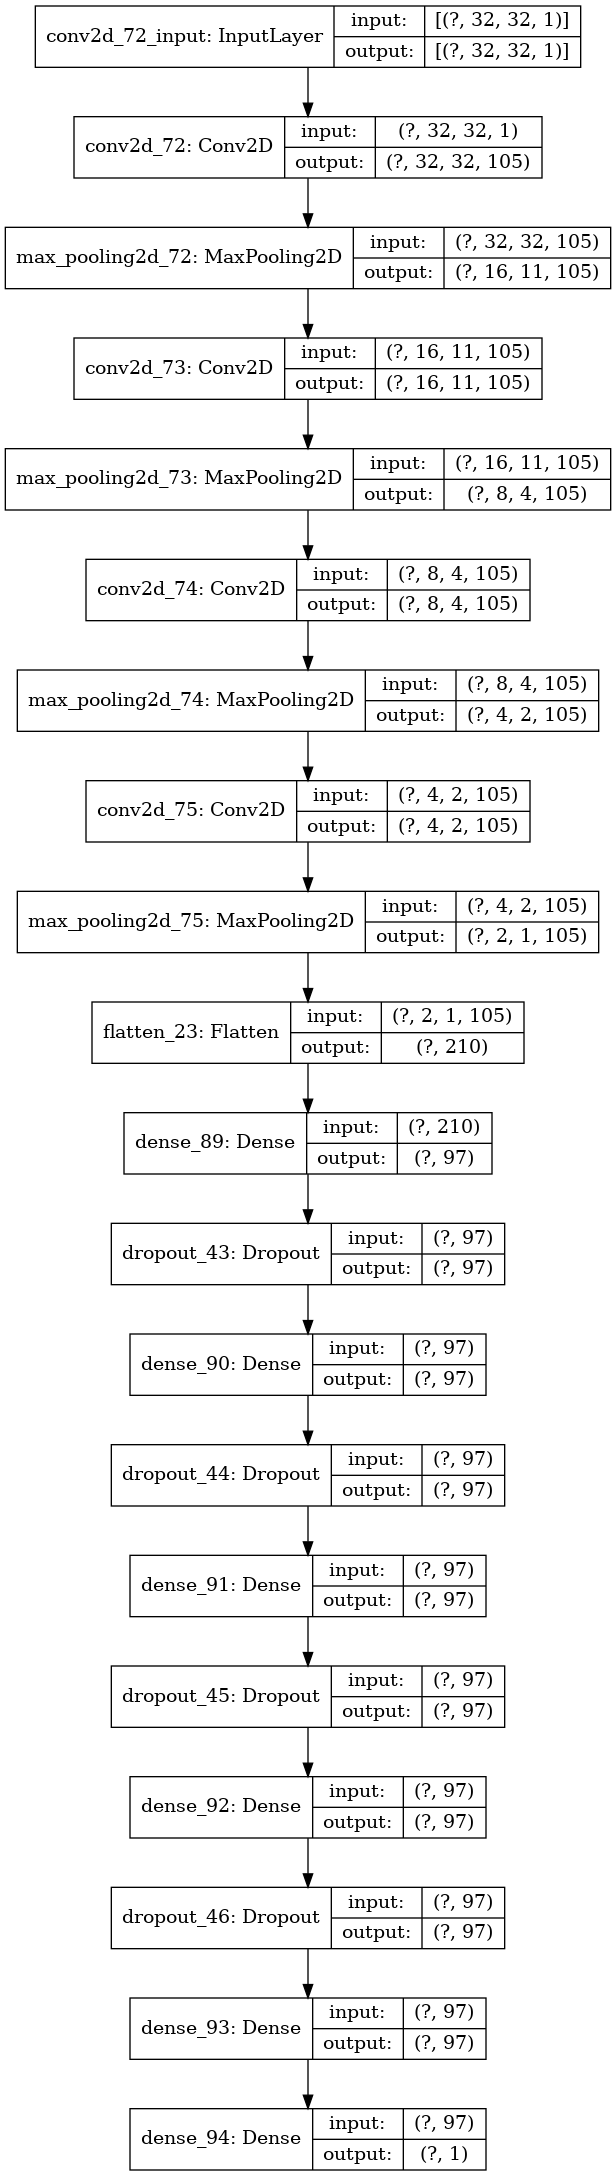 conv2d_72_input: InputLayer
input: [(?, 32, 32, 1)]
output: [(?, 32, 32, 1)]
conv2d_72: Conv2D
input: (?, 32, 32, 1)
output: (?, 32, 32, 105)
max_pooling2d_72: MaxPooling2D
input: (?, 32, 32, 105)
output: (?, 16, 11, 105)
conv2d_73: Conv2D
input: (?, 16, 11, 105)
output: (?, 16, 11, 105)
max_pooling2d_73: MaxPooling2D
input: (?, 16, 11, 105)
output: (?, 8, 4, 105)
conv2d_74: Conv2D
input: (?, 8, 4, 105)
output: (?, 8, 4, 105)
max_pooling2d_74: MaxPooling2D
input: (?, 8, 4, 105)
output: (?, 4, 2, 105)
conv2d_75: Conv2D
input: (?, 4, 2, 105)
output: (?, 4, 2, 105)
max_pooling2d_75: MaxPooling2D
input: (?, 4, 2, 105)
output: (?, 2, 1, 105)
flatten_23: Flatten
input: (?, 2, 1, 105)
output: (?, 210)
dense_89: Dense
input: (?, 210)
output: (?, 97)
dropout_43: Dropout
input: (?, 97)
output: (?, 97)
dense_90: Dense
input: (?, 97)
output: (?, 97)
dropout_44: Dropout
input: (?, 97)
output: (?, 97)
dense_91: Dense
input: (?, 97)
output: (?, 97)
dropout_45: Dropout
input: (?, 97)
output: (?, 97)
dense_92: Dense
input: (?, 97)
output: (?, 97)
dropout_46: Dropout
input: (?, 97)
output: (?, 97)
dense_93: Dense
input: (?, 97)
output: (?, 97)
dense_94: Dense
input: (?, 97)
output: (?, 1)